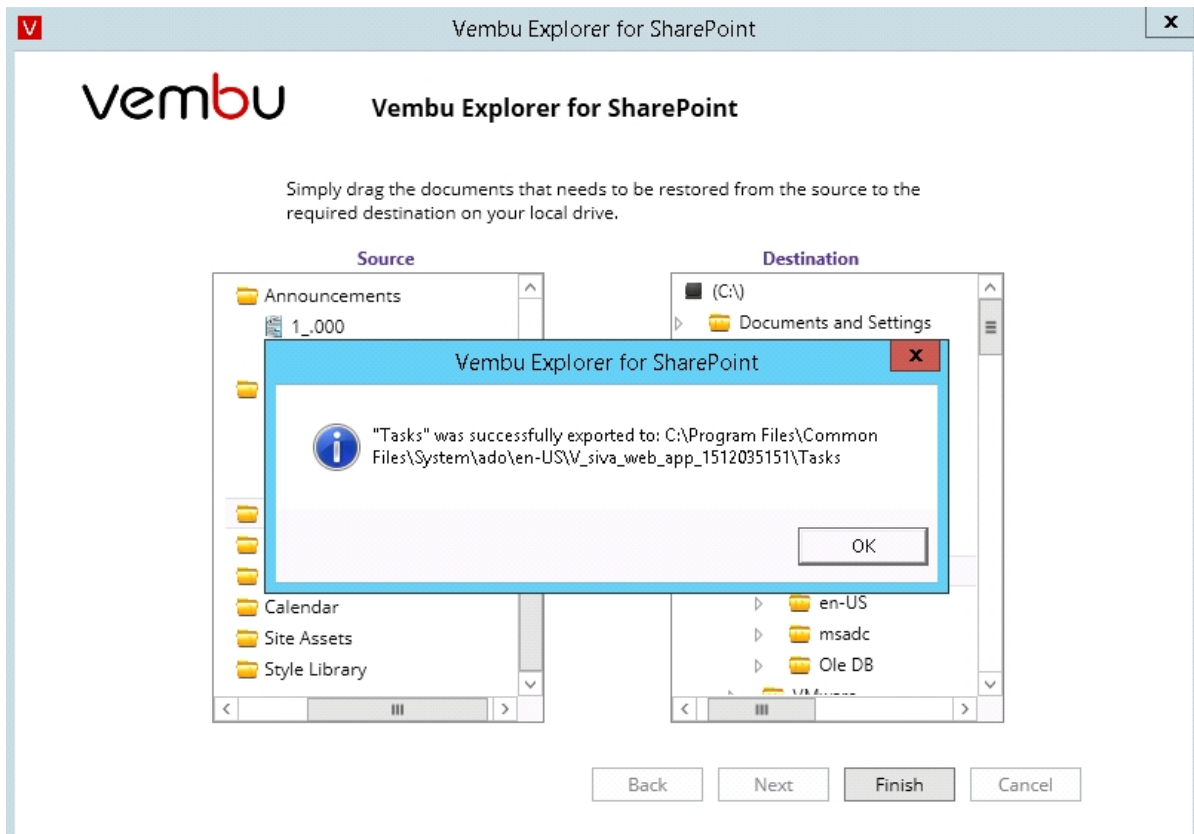 V
Vembu Explorer for SharePoint
x
vembu
Vembu Explorer for SharePoint
Simply drag the documents that needs to be restored from the source to the
required destination on your local drive.
Source
Destination
Announcements
1_.000
(C:\)
Documents and Settings
Vembu Explorer for SharePoint
x
"Tasks" was successfully exported to: C:\Program Files\Common
Files\System\ado\en-US\V_siva_web_app_1512035151\Tasks
OK
Calendar
Site Assets
Style Library
en-US
msadc
Ole DB
VMware
Back
Next
Finish
Cancel